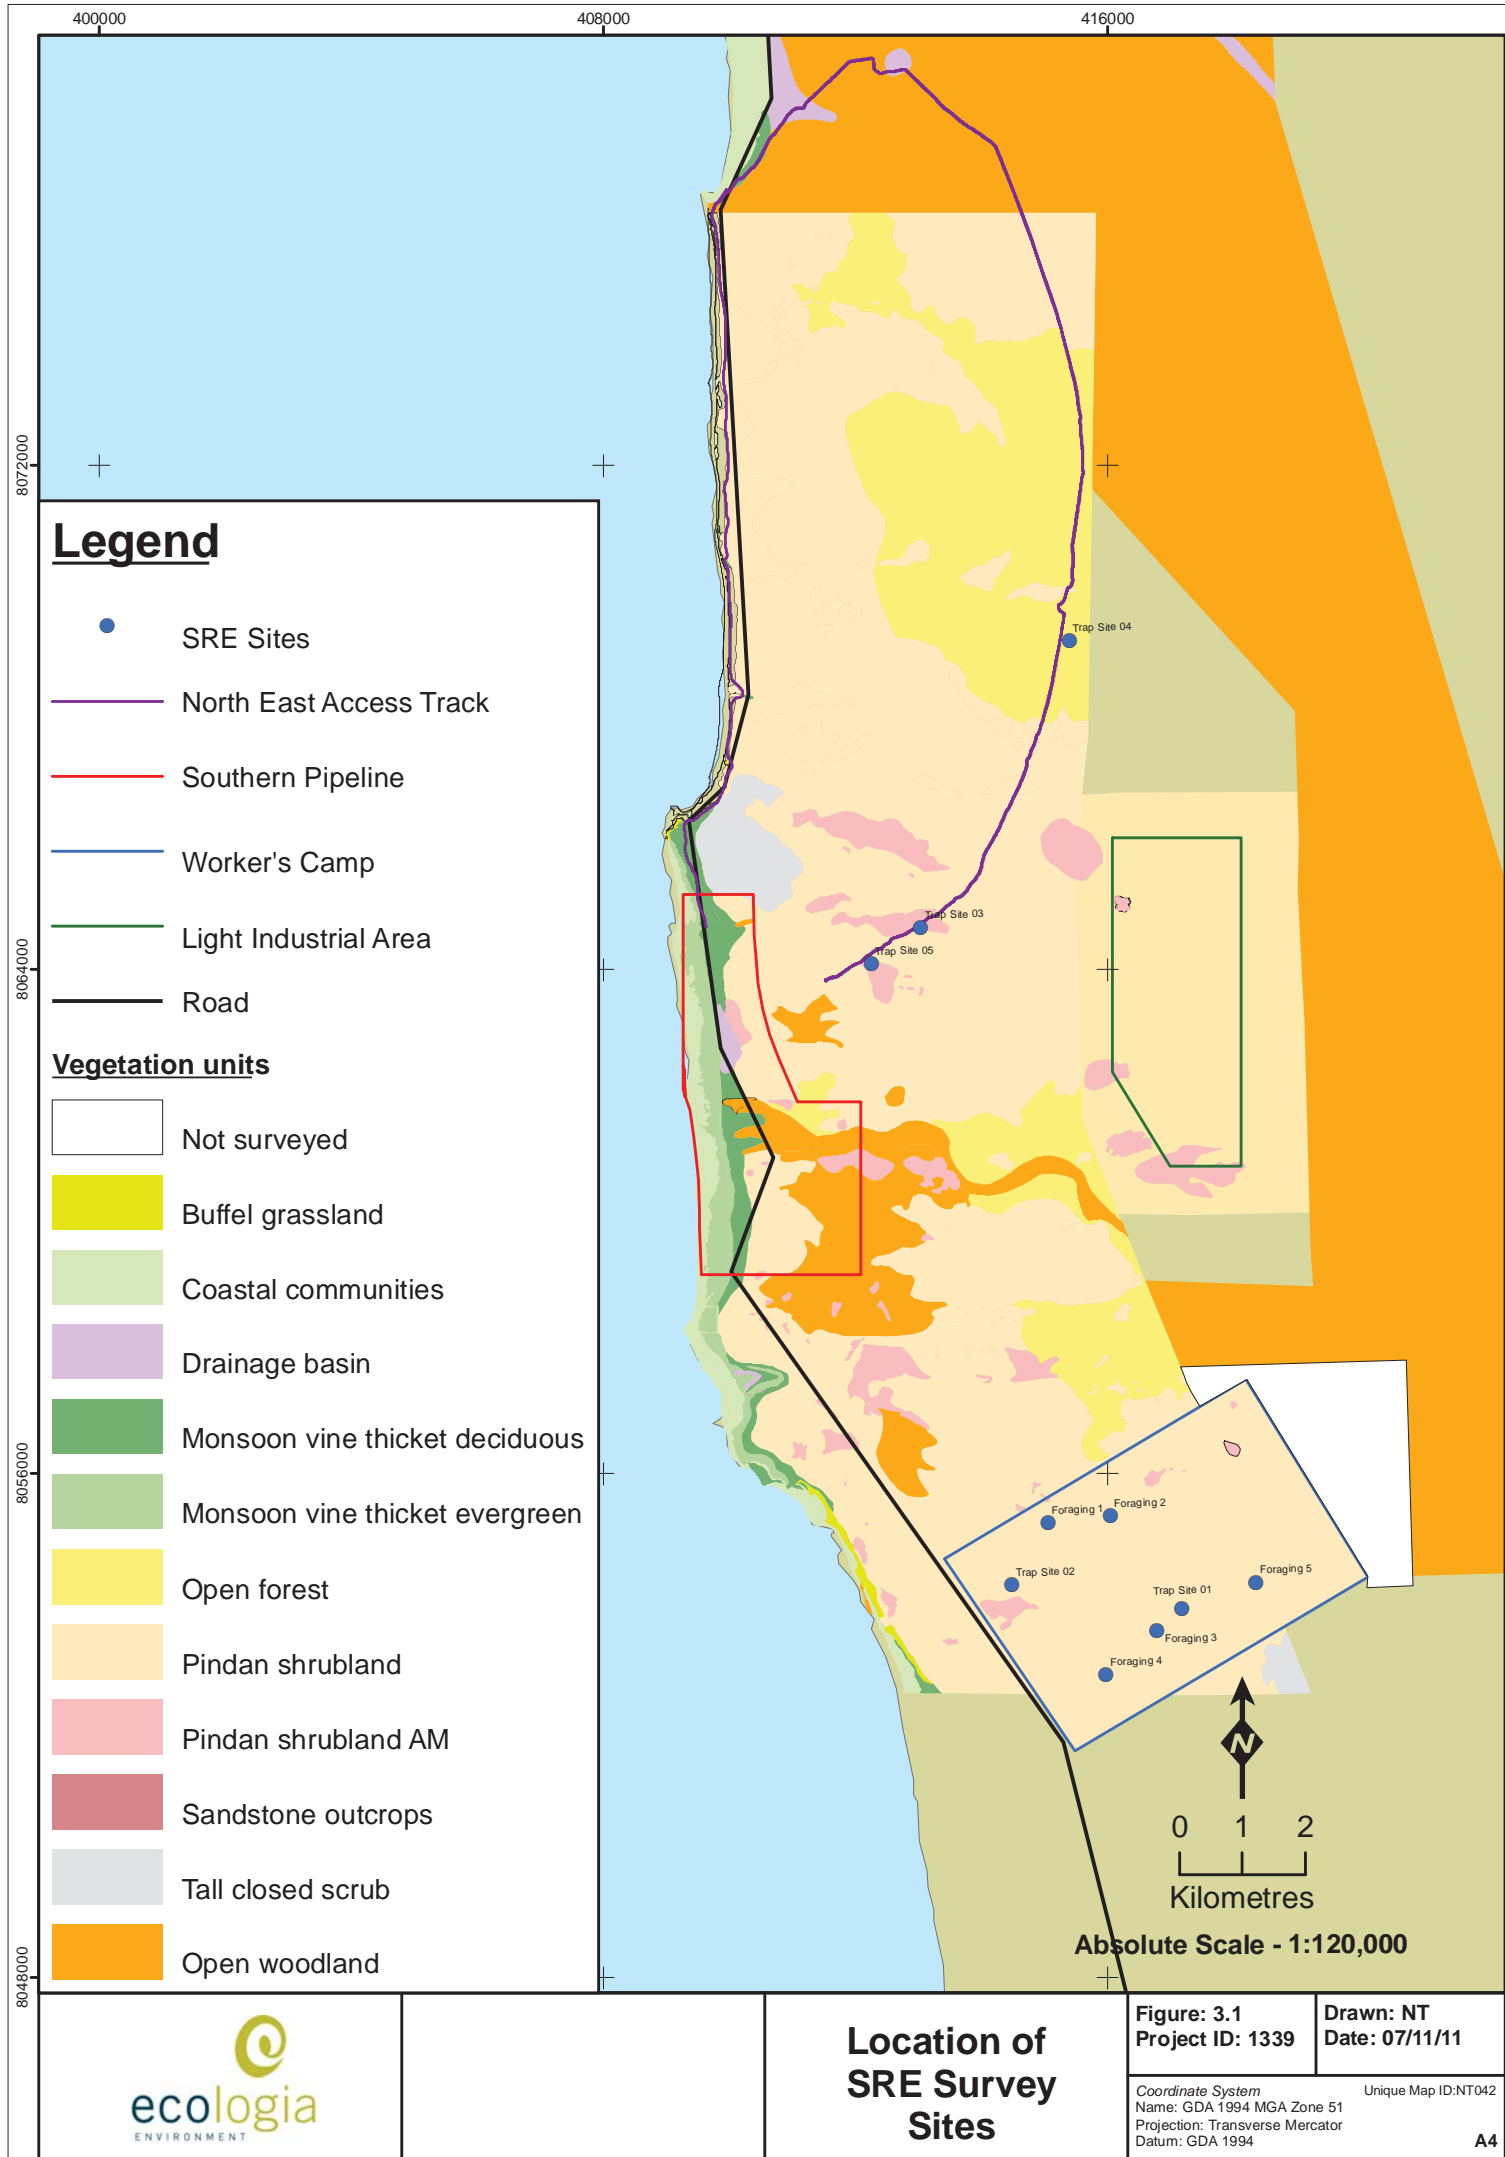 400000
408000
416000
8072000
8064000
8056000
8048000
Legend
SRE Sites
North East Access Track
Southern Pipeline
Worker's Camp
Light Industrial Area
Road
Vegetation units
Not surveyed
Buffel grassland
Coastal communities
Drainage basin
Monsoon vine thicket deciduous
Monsoon vine thicket evergreen
Open forest
Pindan shrubland
Pindan shrubland AM
Sandstone outcrops
Tall closed scrub
Open woodland
Trap Site 04
Trap Site 03
Trap Site 05
Foraging 1
Foraging 2
Trap Site 02
Foraging 5
Trap Site 01
Foraging 3
Foraging 4
N
0 1 2
Kilometres
Absolute Scale - 1:120,000
ecologia
ENVIRONMENT
Location of
SRE Survey
Sites
Figure: 3.1
Project ID: 1339
Drawn: NT
Date: 07/11/11
Coordinate System
Name: GDA 1994 MGA Zone 51
Projection: Transverse Mercator
Datum: GDA 1994
Unique Map ID:NT042
A4